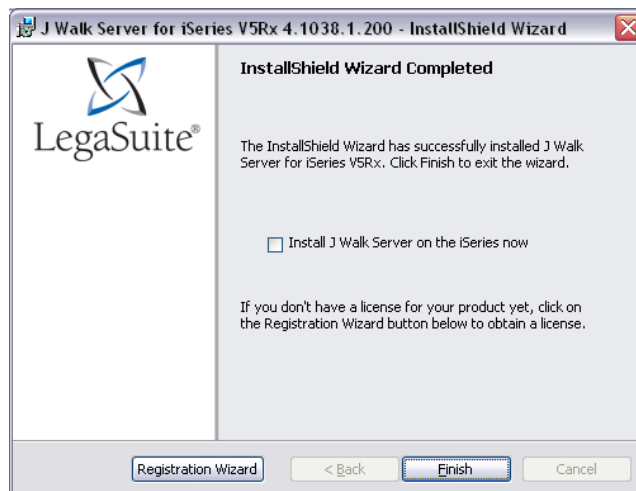 J Walk Server for iSeries V5Rx 4.1038.1.200 - InstallShield Wizard
LegaSuite®
InstallShield Wizard Completed
The InstallShield Wizard has successfully installed J Walk
Server for iSeries V5Rx. Click Finish to exit the wizard.
Install J Walk Server on the iSeries now
If you don't have a license for your product yet, click on
the Registration Wizard button below to obtain a license.
Registration Wizard
< Back
Finish
Cancel